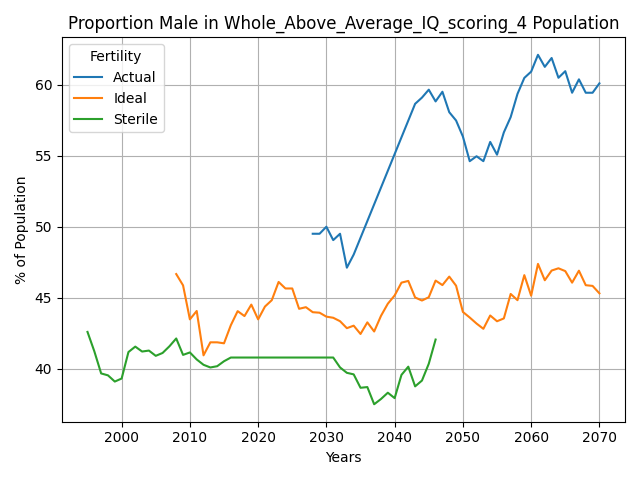 Proportion Male in Whole_Above_Average_IQ_scoring_4 Population
Fertility
Actual
Ideal
Sterile
% of Population
60
55
50
45
40
2000 2010 2020 2030 2040 2050 2060 2070
Years